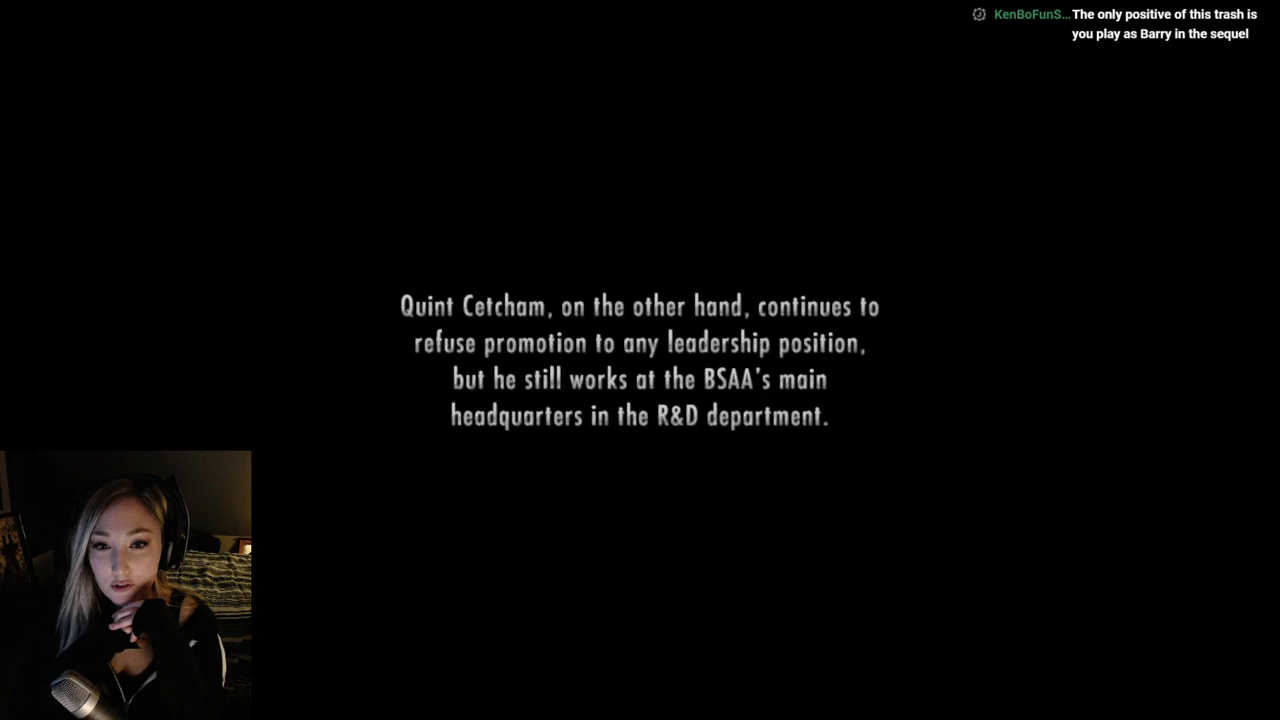 KenBoFunS... The only positive of this trash is
you play as Barry in the sequel
Quint Cetcham, on the other hand, continues to
refuse promotion to any leadership position,
but he still works at the BSAA's main
headquarters in the R&D department.